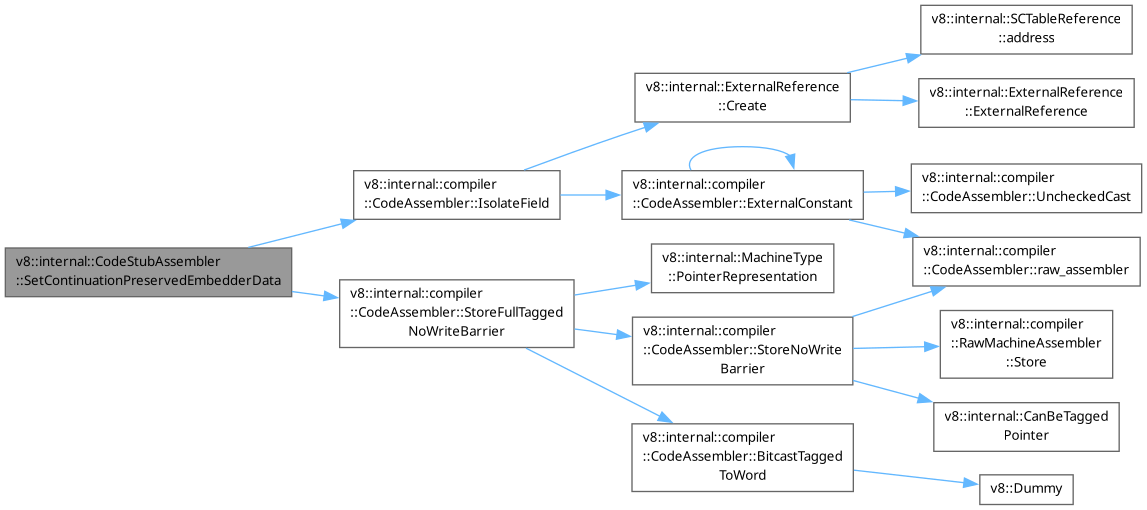 v8::internal::CodeStubAssembler
::SetContinuationPreservedEmbedderData
v8::internal::compiler
::CodeAssembler::IsolateField
v8::internal::compiler
::CodeAssembler::StoreFullTagged
NoWriteBarrier
v8::internal::ExternalReference
::Create
v8::internal::compiler
::CodeAssembler::ExternalConstant
v8::internal::MachineType
::PointerRepresentation
v8::internal::compiler
::CodeAssembler::StoreNoWrite
Barrier
v8::internal::compiler
::CodeAssembler::BitcastTagged
ToWord
v8::internal::SCTableReference
::address
v8::internal::ExternalReference
::ExternalReference
v8::internal::compiler
::CodeAssembler::UncheckedCast
v8::internal::compiler
::CodeAssembler::raw_assembler
v8::internal::compiler
::RawMachineAssembler
::Store
v8::internal::CanBeTagged
Pointer
v8::Dummy